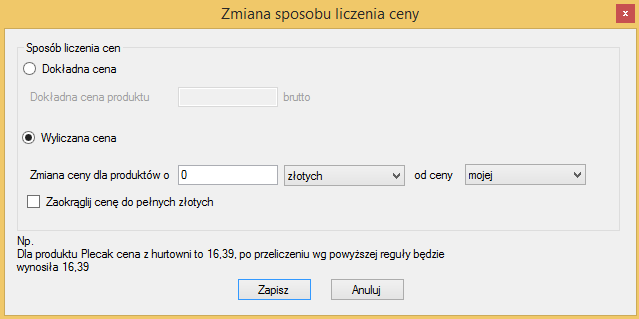 Zmiana sposobu liczenia ceny
x
Sposób liczenia cen
Dokładna cena
Dokładna cena produktu brutto
Wyliczana cena
Zmiana ceny dla produktów o 0 złotych od ceny mojej
Zaokrąglij cenę do pełnych złotych
Np.
Dla produktu Plecak cena z hurtowni to 16,39, po przeliczeniu wg powyższej reguły będzie
wynosiła 16,39
Zapisz Anuluj